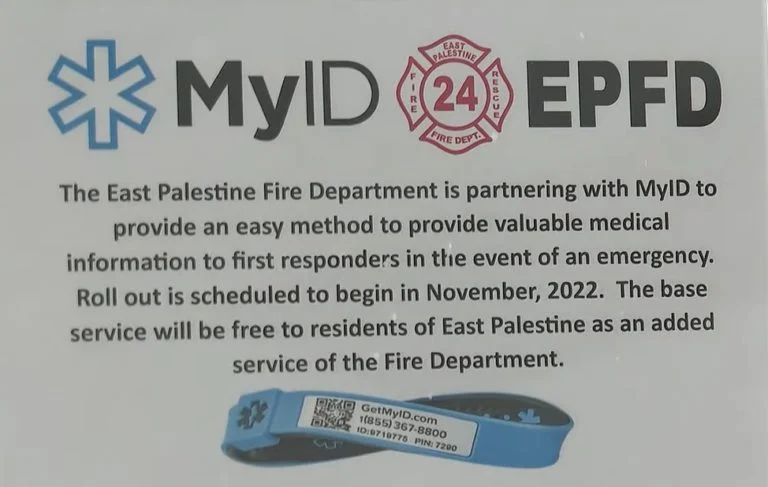 MyID
EAST PALESTINE
FIRE
24
RESCUE
FIRE DEPT.
EPFD
The East Palestine Fire Department is partnering with MyID to
provide an easy method to provide valuable medical
information to first responders in the event of an emergency.
Roll out is scheduled to begin in November, 2022.  The base
service will be free to residents of East Palestine as an added
service of the Fire Department.
GetMyID.com
1(855) 367-8800
ID:9719775 PIN: 7290